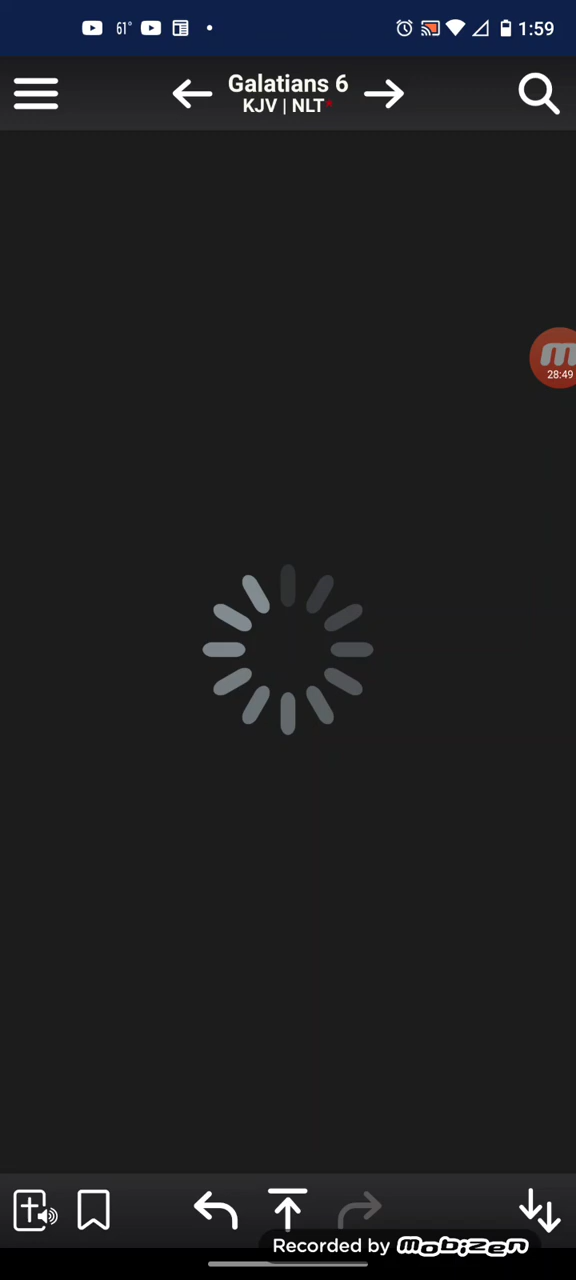 61° 1:59
Galatians 6
KJV | NLT*
m
28:49
Recorded by mobizen